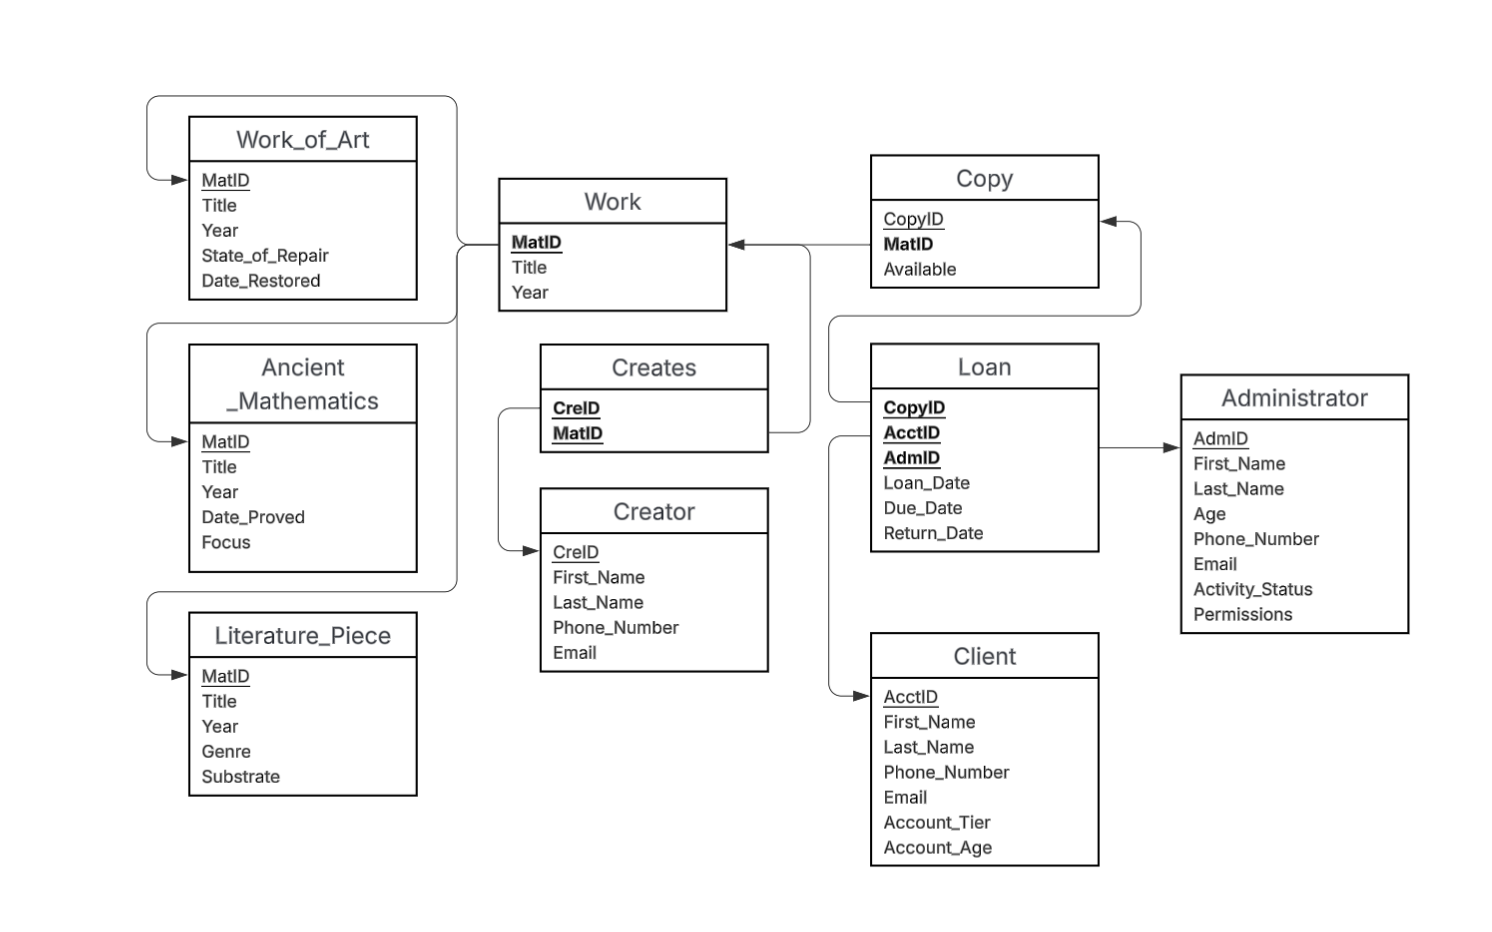 Work_of_Art
MatID
Title
Year
State_of_Repair
Date_Restored
Ancient
_Mathematics
MatID
Title
Year
Date_Proved
Focus
Literature_Piece
MatID
Title
Year
Genre
Substrate
Work
MatID
Title
Year
Creates
CreID
MatID
Creator
CreID
First_Name
Last_Name
Phone_Number
Email
Copy
CopyID
MatID
Available
Loan
CopyID
AcctID
AdmID
Loan_Date
Due_Date
Return_Date
Client
AcctID
First_Name
Last_Name
Phone_Number
Email
Account_Tier
Account_Age
Administrator
AdmID
First_Name
Last_Name
Age
Phone_Number
Email
Activity_Status
Permissions